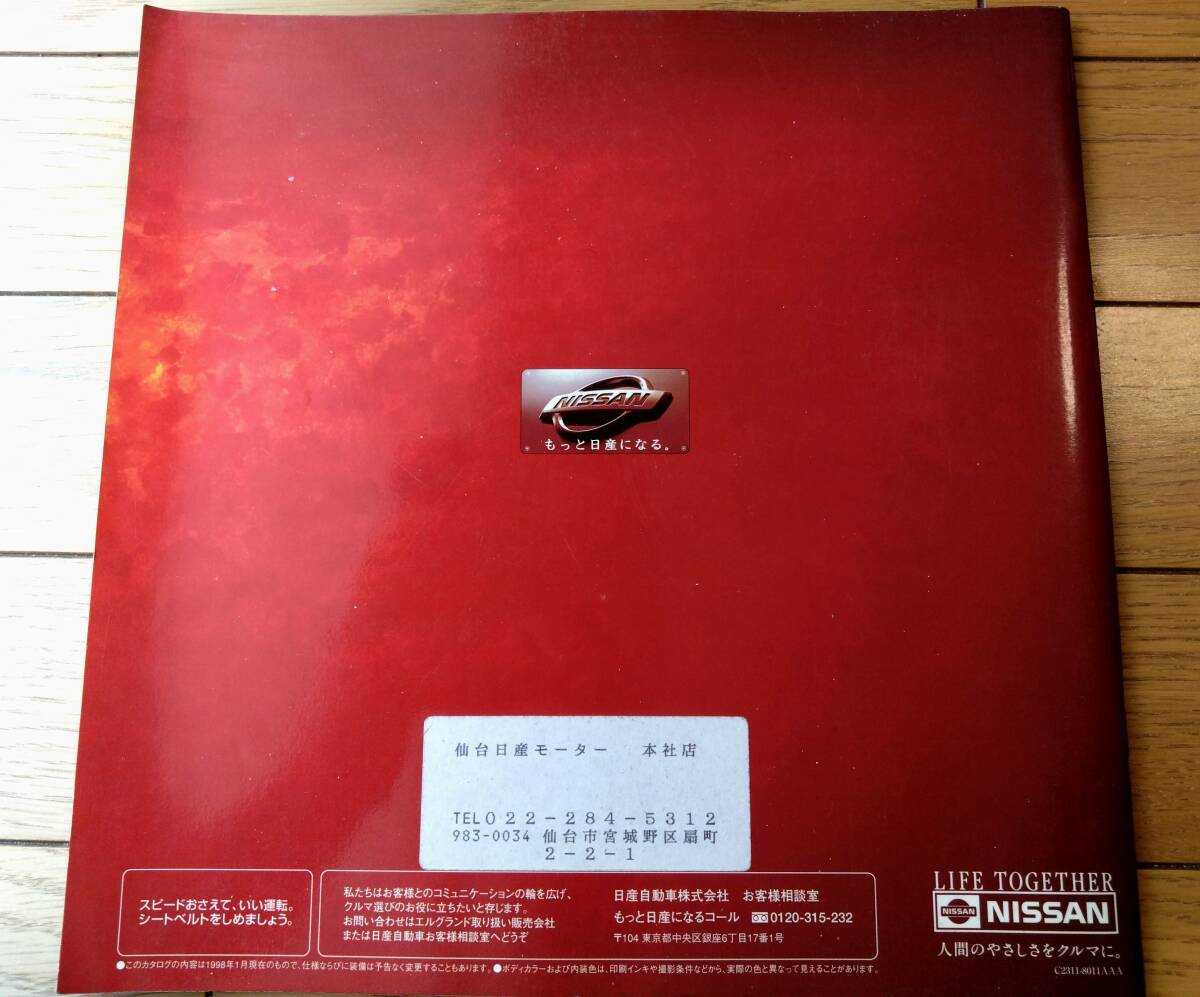 NISSAN
もっと日産になる。
仙台日産モーター 本社店
TEL022-284-5312
983-0034 仙台市宮城野区扇町
2-2-1
スピードおさえて、いい運転。
シートベルトをしめましょう。
私たちはお客様とのコミュニケーションの輪を広げ、
クルマ選びのお役に立ちたいと存じます。
お問い合わせはエルグランド取り扱い販売会社
または日産自動車お客様相談室へどうぞ
日産自動車株式会社 お客様相談室
もっと日産になるコール 0120-315-232
〒104 東京都中央区銀座6丁目17番1号
LIFE TOGETHER
NISSAN NISSAN
人間のやさしさをクルマに。
●このカタログの内容は1998年1月現在のもので、仕様ならびに装備は予告なく変更することもあります。●ボディカラーおよび内装色は、印刷インキや撮影条件などから、実際の色と異なって見えることがあります。
C2311-8011AAA